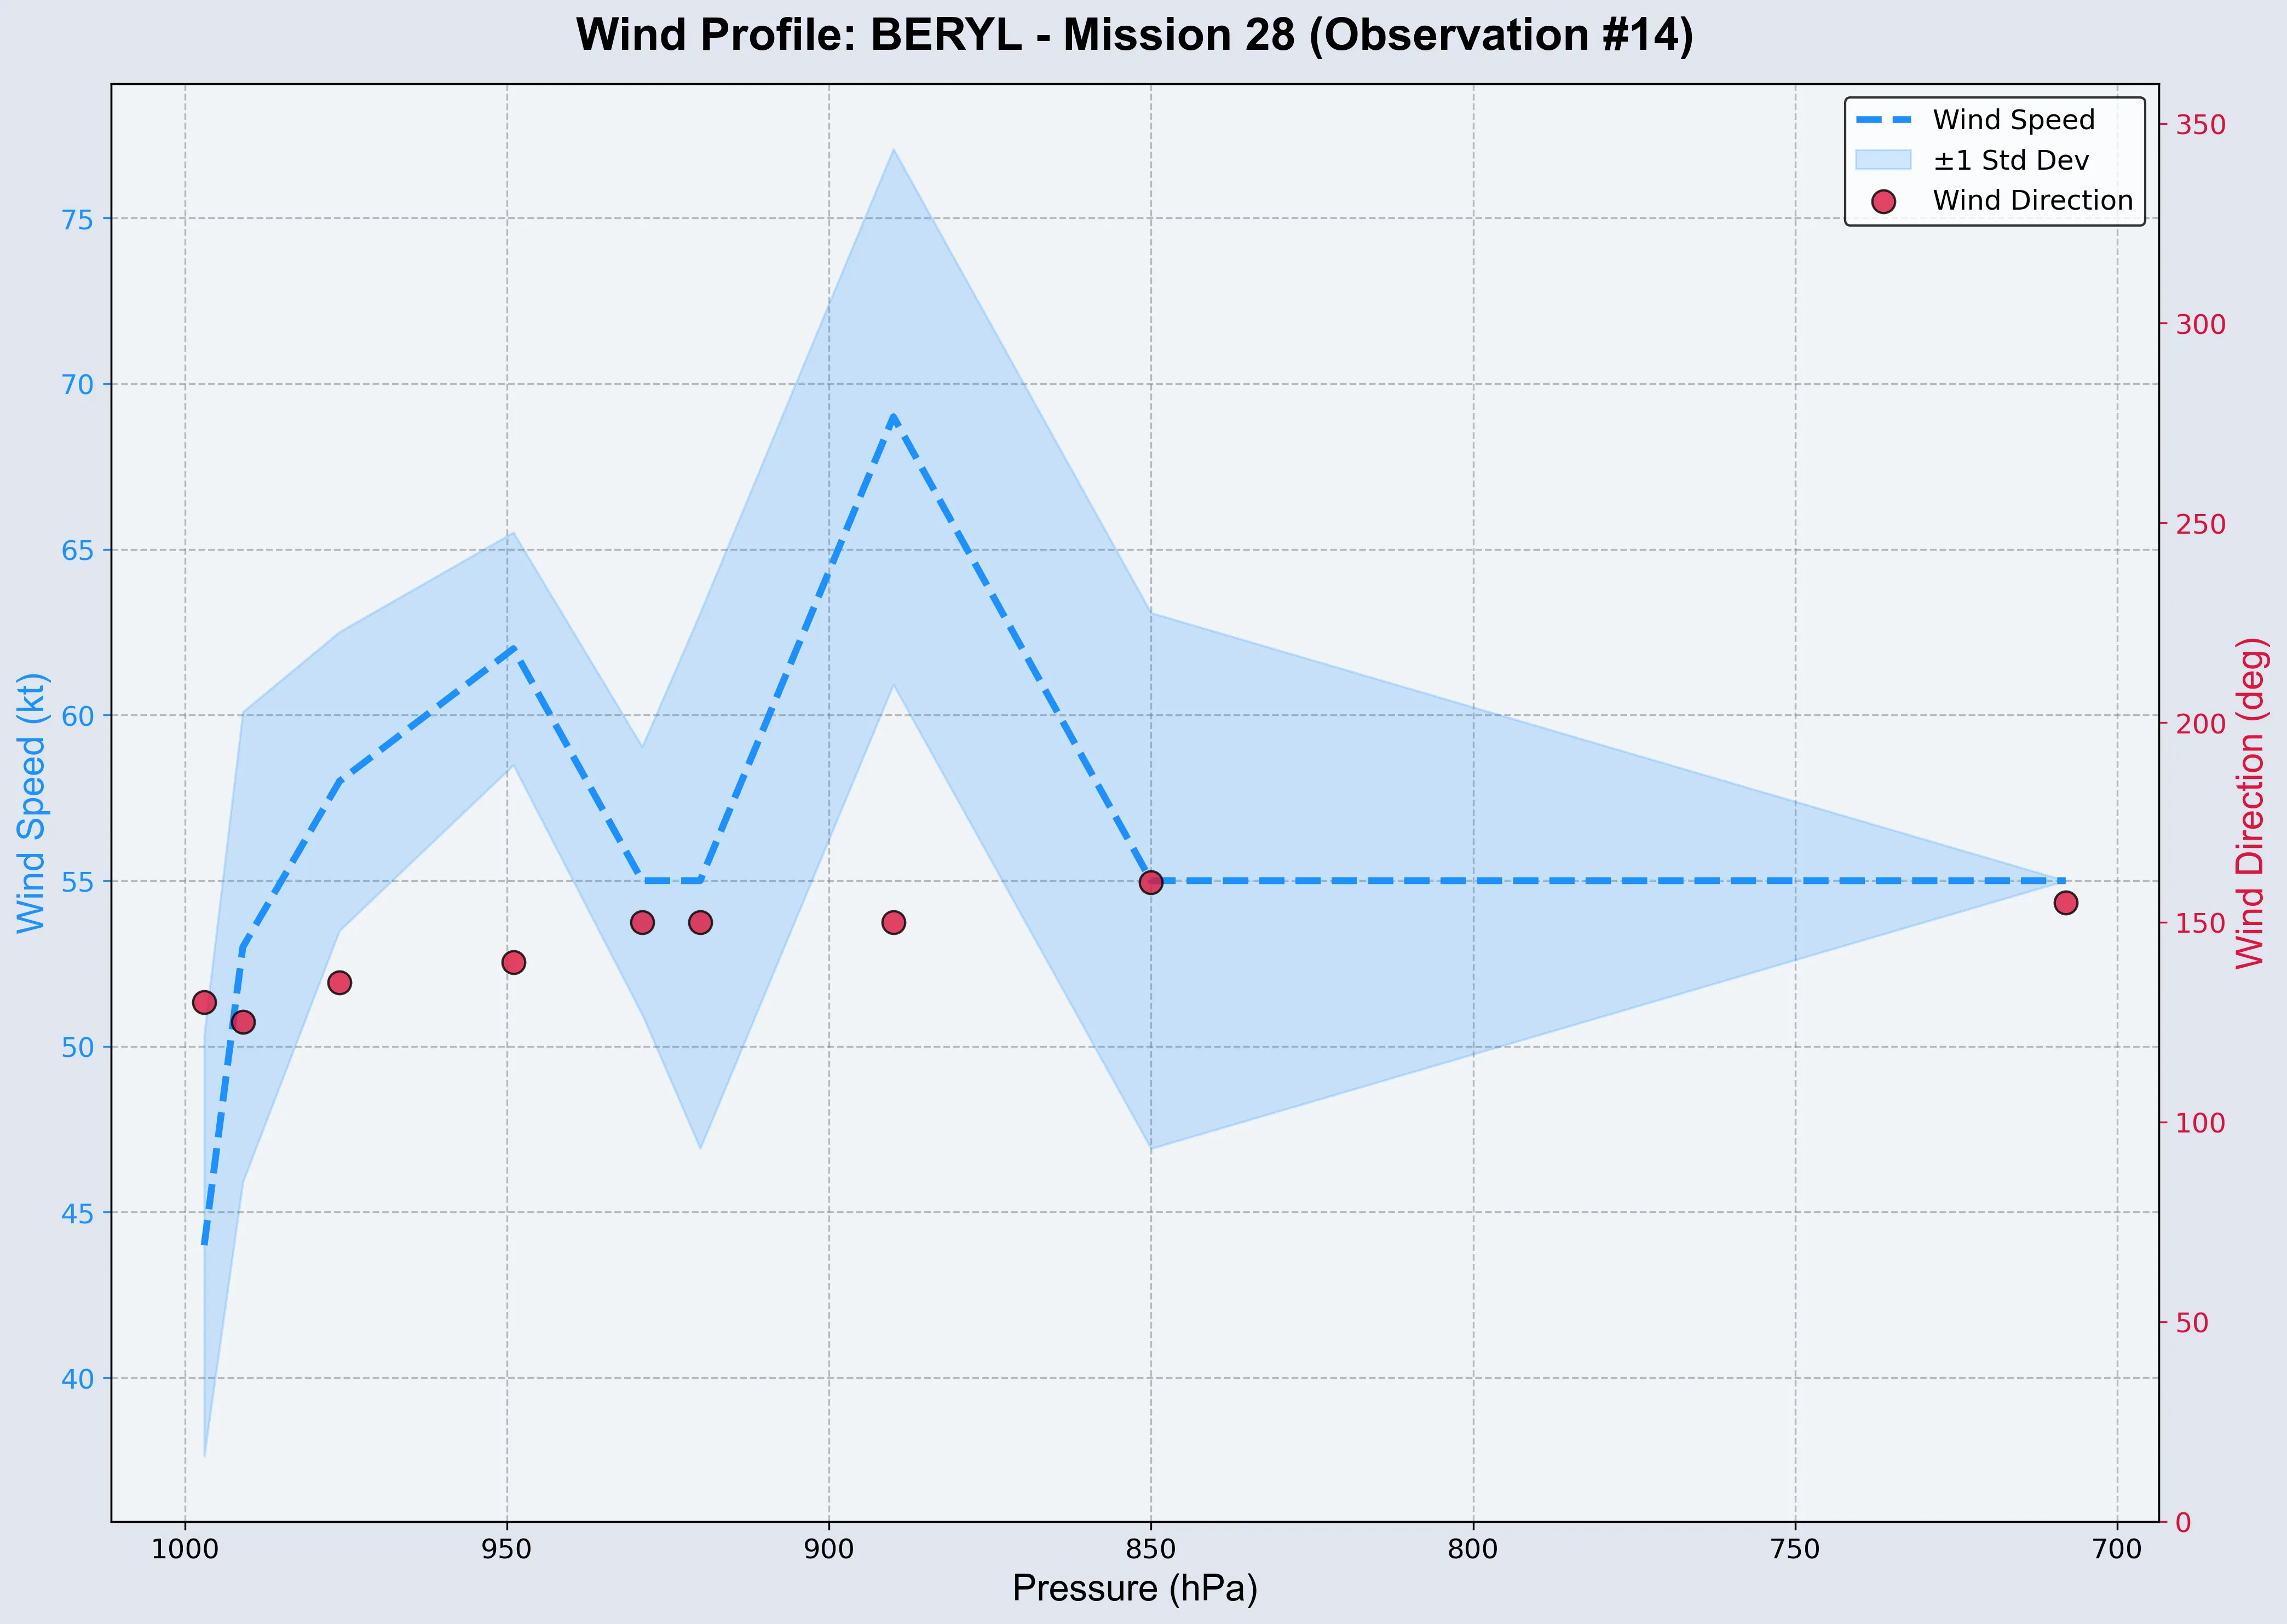 Wind Profile: BERYL - Mission 28 (Observation #14)
Wind Speed
±1 Std Dev
Wind Direction
Wind Speed (kt)
75
70
65
60
55
50
45
40
350
300
250
200
150
100
50
0
Wind Direction (deg)
1000 950 900 850 800 750 700
Pressure (hPa)